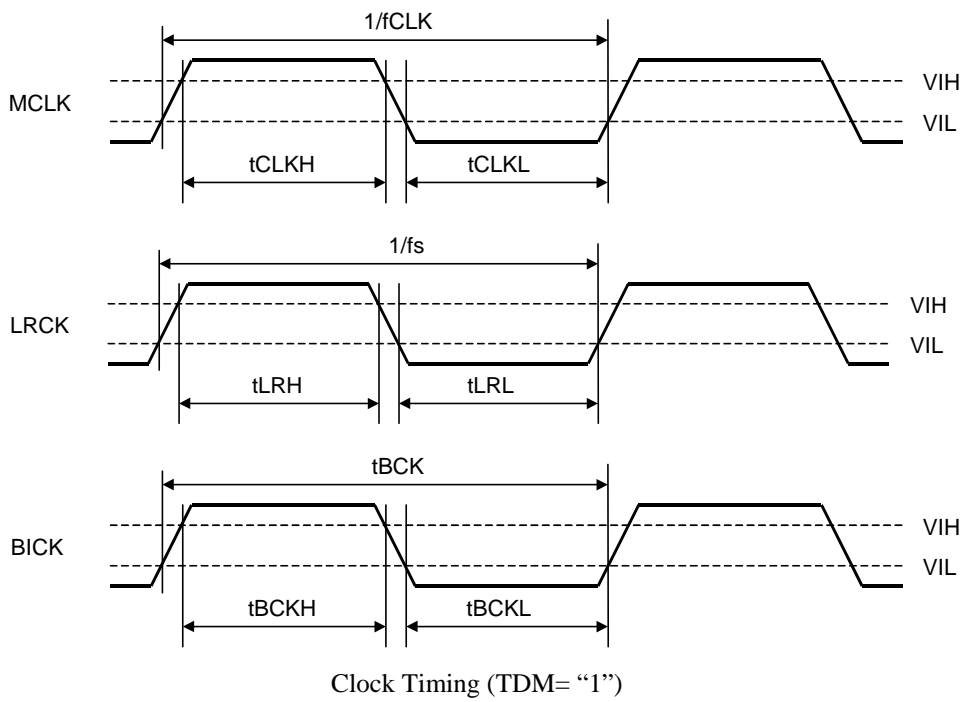 1/fCLK
VIH
MCLK
VIL
tCLKH
tCLKL
1/fs
VIH
LRCK
VIL
tLRH
tLRL
tBCK
VIH
BICK
VIL
tBCKH
tBCKL
Clock Timing (TDM= “1”)